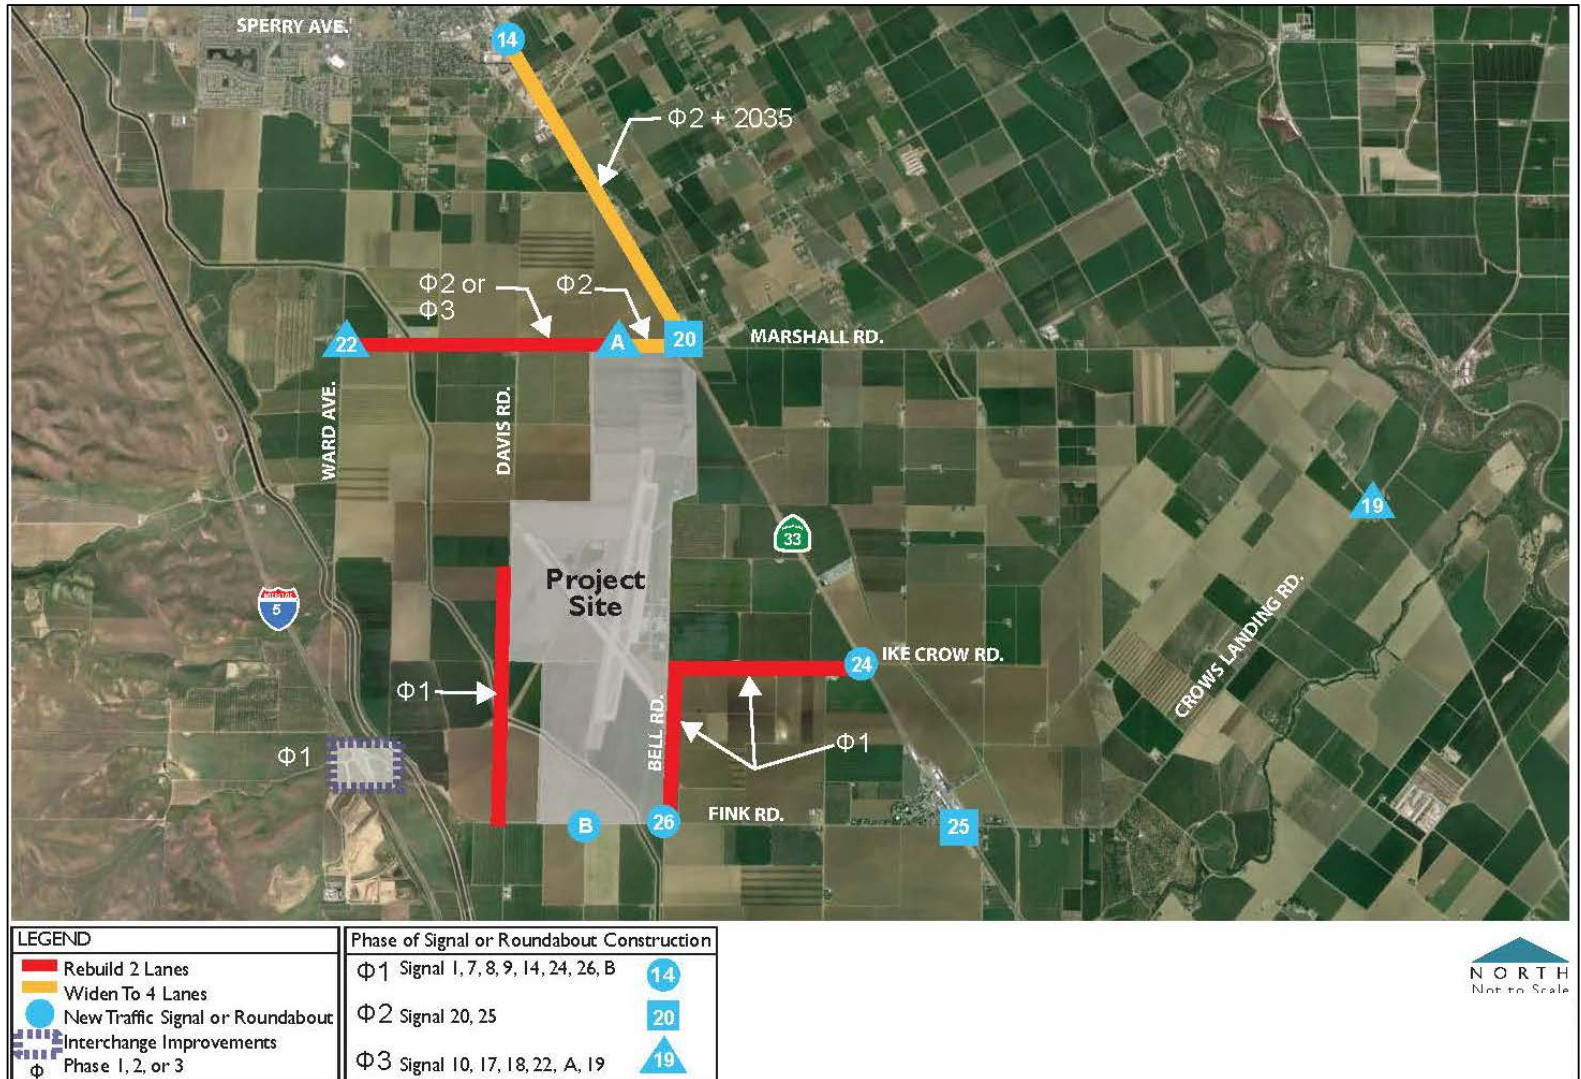 SPERRY AVE.
14
Φ2 + 2035
Φ2 or
Φ3
Φ2
22
A
20
MARSHALL RD.
WARD AVE.
DAVIS RD.
19
33
Project
Site
INTERSTATE
5
CROWS LANDING RD.
IKE CROW RD.
24
Φ1
BELL RD.
Φ1
Φ1
B
26
FINK RD.
25
LEGEND
Rebuild 2 Lanes
Widen To 4 Lanes
New Traffic Signal or Roundabout
Interchange Improvements
Φ Phase 1, 2, or 3
Phase of Signal or Roundabout Construction
Φ1 Signal 1, 7, 8, 9, 14, 24, 26, B 14
Φ2 Signal 20, 25 20
Φ3 Signal 10, 17, 18, 22, A, 19 19
NORTH
Not to Scale